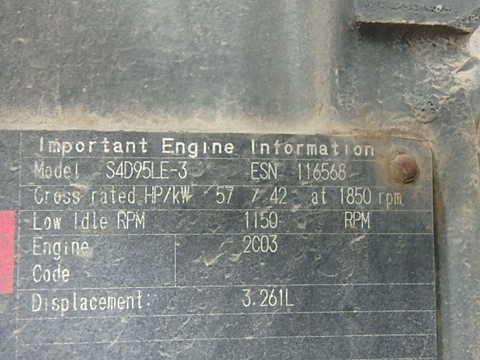 Important Engine Information
Model S4D95LE-3 ESN 116568
Gross rated HP/kW 57 / 42 at 1850 rpm
Low Idle RPM 1150 RPM
Engine 2C03
Code
Displacement: 3.261L